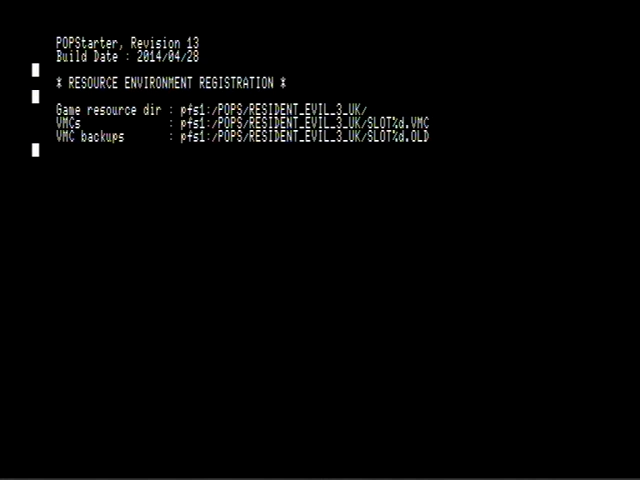 POPStarter, Revision 13
Build Date : 2014/04/28
* RESOURCE ENVIRONMENT REGISTRATION *
Game resource dir : pfs1:/POPS/RESIDENT_EVIL_3_UK/
VMCs : pfs1:/POPS/RESIDENT_EVIL_3_UK/SLOT%d.VMC
VMC backups : pfs1:/POPS/RESIDENT_EVIL_3_UK/SLOT%d.OLD